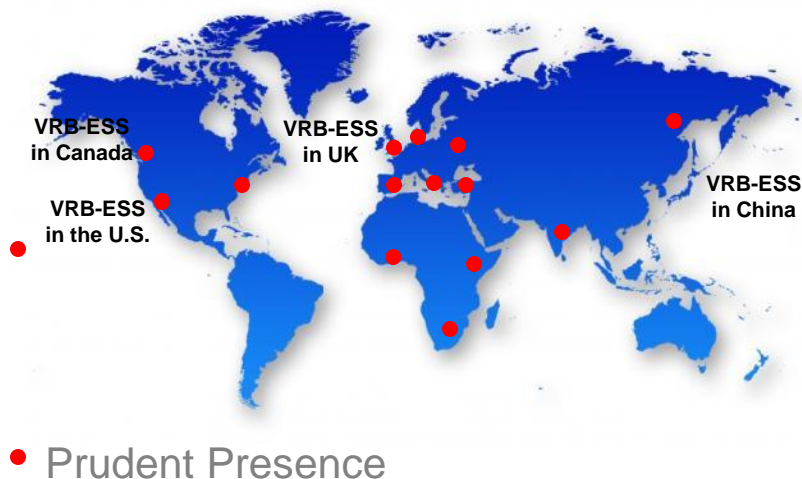 VRB-ESS
in Canada
VRB-ESS
in UK
VRB-ESS
in the U.S.
VRB-ESS
in China
Prudent Presence